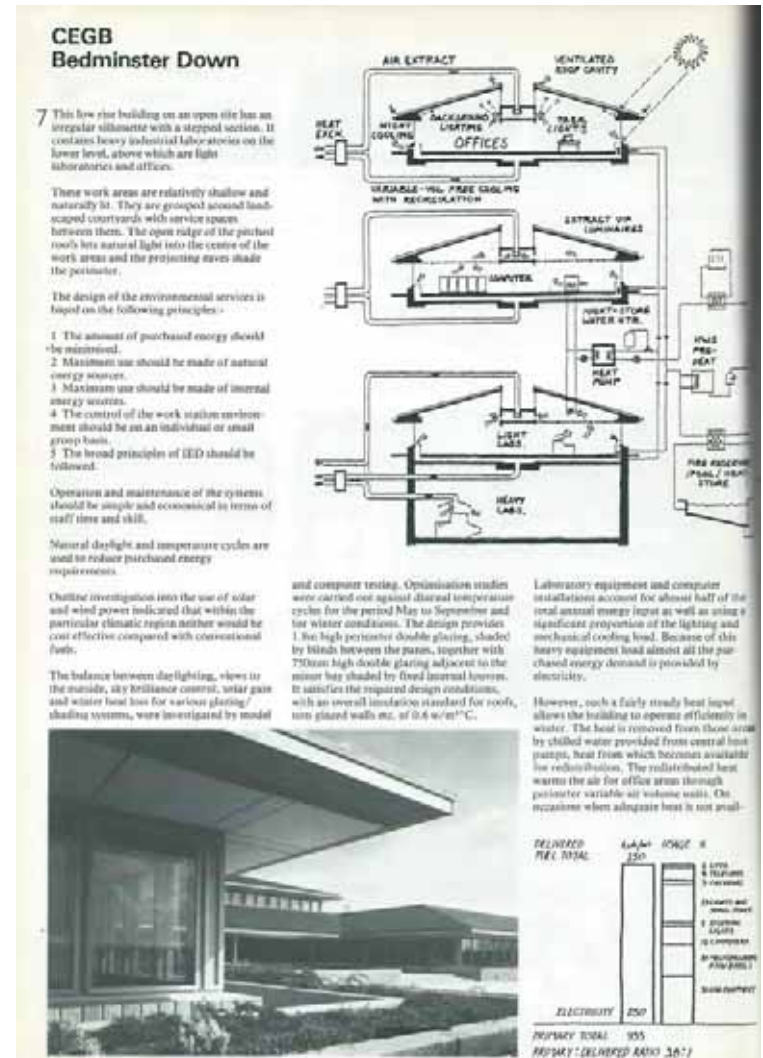 CEGB
Bedminster Down
7 This low rise building on an open site has an
irregular silhouette with a stepped section. It
contains heavy industrial laboratories on the
lower level, above which are light
laboratories and offices.
These work areas are relatively shallow and
naturally lit. They are grouped around land-
scaped courtyards with service spaces
between them. The open ridge of the pitched
roofs lets natural light into the centre of the
work areas and the projecting eaves shade
the perimeter.
The design of the environmental services is
based on the following principles:-
1 The amount of purchased energy should
be minimised.
2 Maximum use should be made of natural
energy sources.
3 Maximum use should be made of internal
energy sources.
4 The control of the work station environ-
ment should be on an individual or small
group basis.
5 The broad principles of IED should be
followed.
Operation and maintenance of the systems
should be simple and economical in terms of
staff time and skill.
Natural daylight and temperature cycles are
used to reduce purchased energy
requirements.
Outline investigation into the use of solar
and wind power indicated that within the
particular climatic region neither would be
cost effective compared with conventional
fuels.
The balance between daylighting, views to
the outside, sky brilliance control, solar gain
and winter heat loss for various glazing/
shading systems, were investigated by model
AIR EXTRACT
VENTILATED
ROOF CAVITY
HEAT
EXCH.
NIGHT
COOLING
BACKGROUND
LIGHTING
TASK
LIGHTS
OFFICES
VARIABLE-VOL FREE COOLING
WITH RECIRCULATION
EXTRACT VIA
LUMINAIRES
COMPUTER
NIGHT-STORE
WATER HTR.
HEAT
PUMP
HWS
PRE-
HEAT
LIGHT
LABS.
HEAVY
LABS.
FIRE RESERVE
/POOL/HEAT
STORE
and computer testing. Optimisation studies
were carried out against diurnal temperature
cycles for the period May to September and
for winter conditions. The design provides
high perimeter double glazing, shaded
by blinds between the panes, together with
750mm high double glazing adjacent to the
bay shaded by fixed internal louvres.
It satisfies the required design conditions,
with an overall insulation standard for roofs,
non glazed walls etc. of 0.6 w/m²°C.
Laboratory equipment and computer
installations account for almost half of the
total annual energy input as well as using a
significant proportion of the lighting and
mechanical cooling load. Because of this
heavy equipment load almost all the pur-
chased energy demand is provided by
electricity.
However, such a fairly steady heat input
allows the building to operate efficiently in
winter. The heat is removed from those areas
by chilled water provided from central heat
pumps, heat from which becomes available
for redistribution. The redistributed heat
warms the air for office areas through
perimeter variable air volume units. On
occasions when adequate heat is not avail-
DELIVERED
FUEL TOTAL
250
USAGE %
LIFTS
LIGHTS
ELECTRICITY 250
PRIMARY TOTAL 955
PRIMARY:DELIVERED RATIO